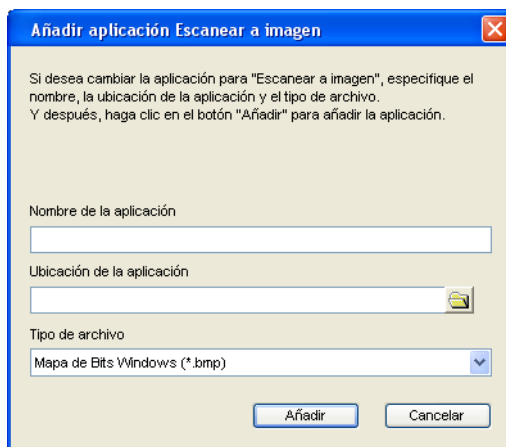 Añadir aplicación Escanear a imagen
Si desea cambiar la aplicación para "Escanear a imagen", especifique el
nombre, la ubicación de la aplicación y el tipo de archivo.
Y después, haga clic en el botón "Añadir" para añadir la aplicación.
Nombre de la aplicación
Ubicación de la aplicación
Tipo de archivo
Mapa de Bits Windows (*.bmp)
Añadir
Cancelar